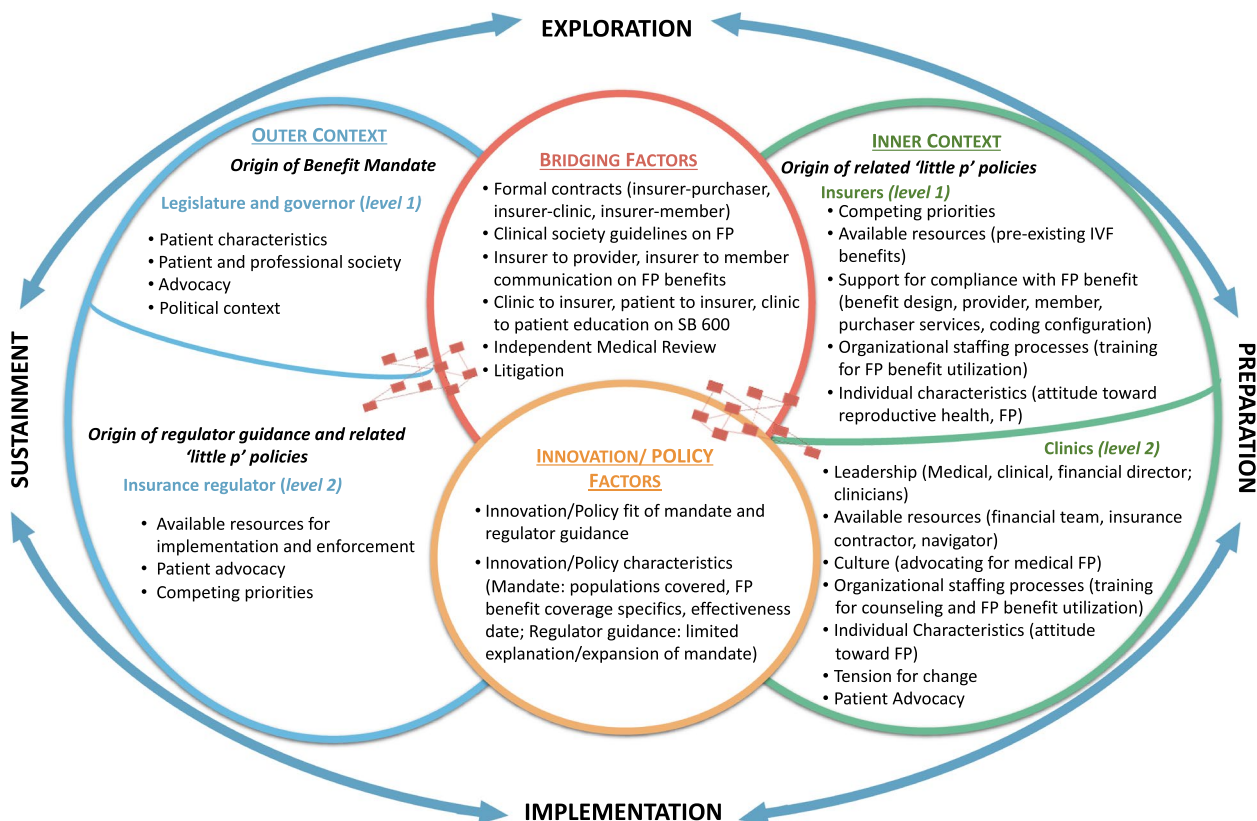 EXPLORATION
OUTER CONTEXT
Origin of Benefit Mandate
Legislature and governor (level 1)
• Patient characteristics
• Patient and professional society
• Advocacy
• Political context
Origin of regulator guidance and related
‘little p’ policies
Insurance regulator (level 2)
• Available resources for
implementation and enforcement
• Patient advocacy
• Competing priorities
BRIDGING FACTORS
• Formal contracts (insurer-purchaser,
insurer-clinic, insurer-member)
• Clinical society guidelines on FP
• Insurer to provider, insurer to member
communication on FP benefits
• Clinic to insurer, patient to insurer, clinic
to patient education on SB 600
• Independent Medical Review
• Litigation
INNOVATION/ POLICY
FACTORS
• Innovation/Policy fit of mandate and
regulator guidance
• Innovation/Policy characteristics
(Mandate: populations covered, FP
benefit coverage specifics, effectiveness
date; Regulator guidance: limited
explanation/expansion of mandate)
INNER CONTEXT
Origin of related ‘little p’ policies
Insurers (level 1)
• Competing priorities
• Available resources (pre-existing IVF
benefits)
• Support for compliance with FP benefit
(benefit design, provider, member,
purchaser services, coding configuration)
• Organizational staffing processes (training
for FP benefit utilization)
• Individual characteristics (attitude toward
reproductive health, FP)
Clinics (level 2)
• Leadership (Medical, clinical, financial director;
clinicians)
• Available resources (financial team, insurance
contractor, navigator)
• Culture (advocating for medical FP)
• Organizational staffing processes (training
for counseling and FP benefit utilization)
• Individual Characteristics (attitude
toward FP)
• Tension for change
• Patient Advocacy
SUSTAINMENT
PREPARATION
IMPLEMENTATION